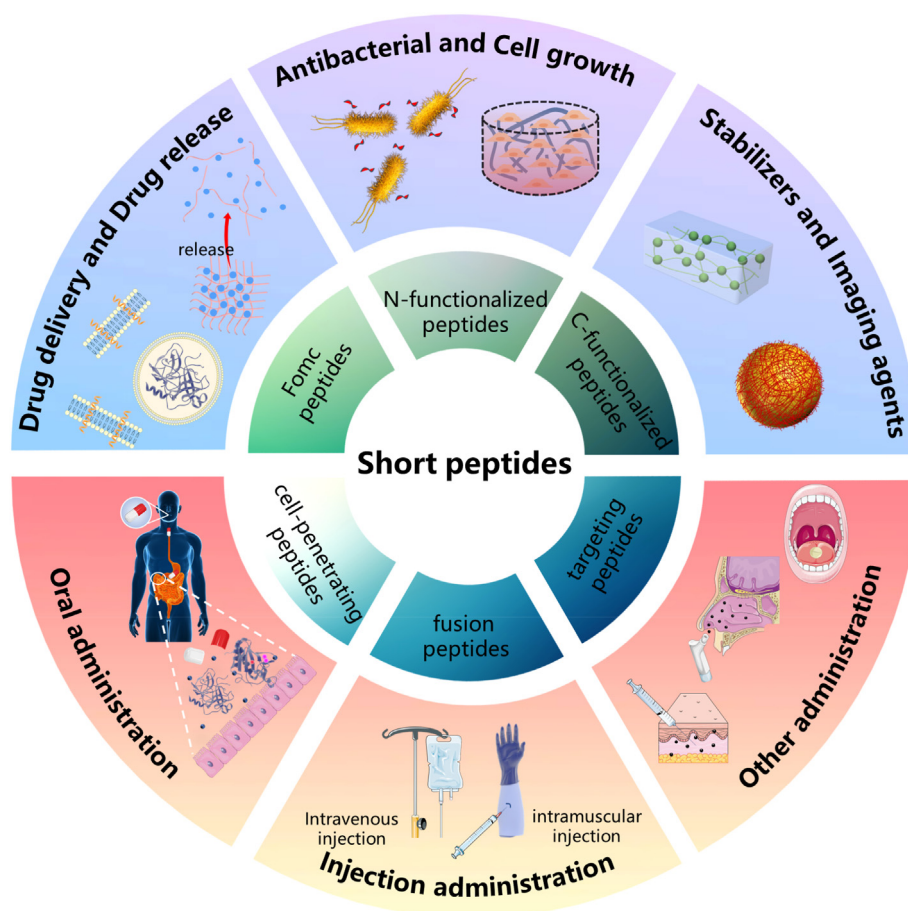 Antibacterial and Cell growth
Drug delivery and Drug release
Stabilizers and Imaging agents
release
N-functionalized
peptides
Fomc
peptides
C-functionalized
peptides
Short peptides
cell-penetrating
peptides
targeting
peptides
fusion
peptides
Oral administration
Other administration
Intravenous
injection
intramuscular
injection
Injection administration